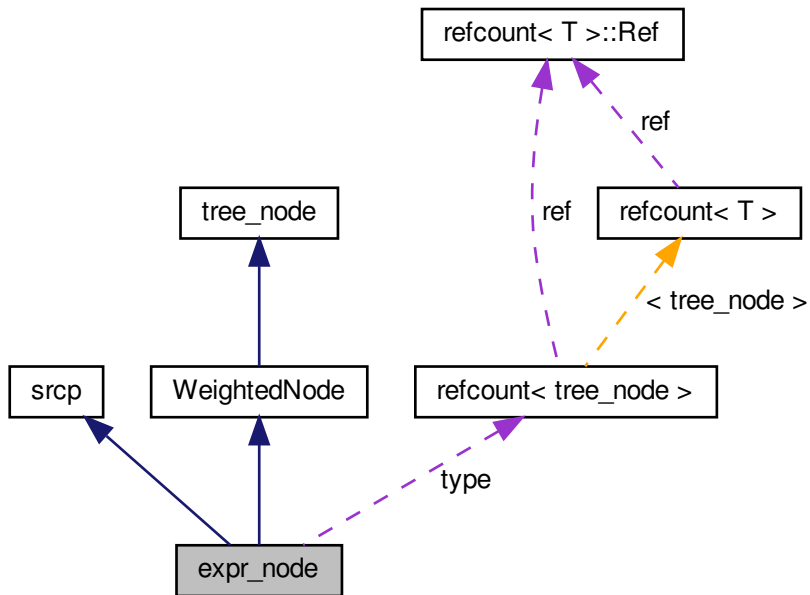 refcount< T >::Ref
ref
tree_node
ref
refcount< T >
< tree_node >
srcp
WeightedNode
refcount< tree_node >
type
expr_node